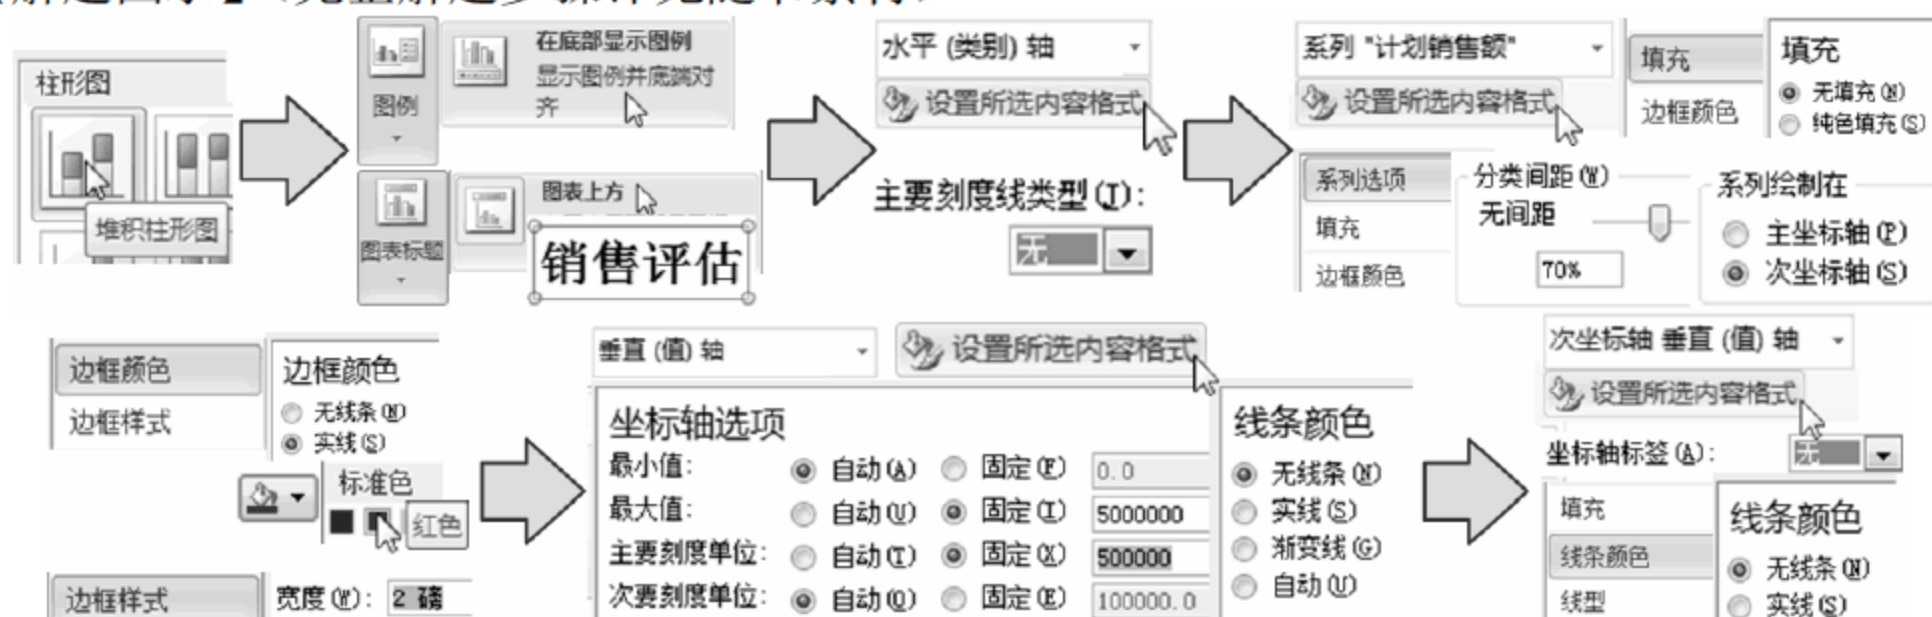 柱形图
堆积柱形图
图例
在底部显示图例
显示图例并底端对
齐
图表标题
图表上方
销售评估
水平 (类别) 轴
设置所选内容格式
主要刻度线类型(T):
无
系列 "计划销售额"
设置所选内容格式
填充
边框颜色
填充
无填充(N)
纯色填充(S)
系列选项
填充
边框颜色
分类间距(W)
无间距
70%
系列绘制在
主坐标轴(P)
次坐标轴(S)
边框颜色
边框样式
边框颜色
无线条(N)
实线(S)
标准色
红色
边框样式
宽度(W): 2 磅
垂直 (值) 轴
设置所选内容格式
坐标轴选项
最小值: 自动(A) 固定(F) 0.0
最大值: 自动(U) 固定(I) 5000000
主要刻度单位: 自动(T) 固定(X) 500000
次要刻度单位: 自动(O) 固定(E) 100000.0
线条颜色
无线条(N)
实线(S)
渐变线(G)
自动(U)
次坐标轴 垂直 (值) 轴
设置所选内容格式
坐标轴标签(A): 无
填充
线条颜色
线型
线条颜色
无线条(N)
实线(S)